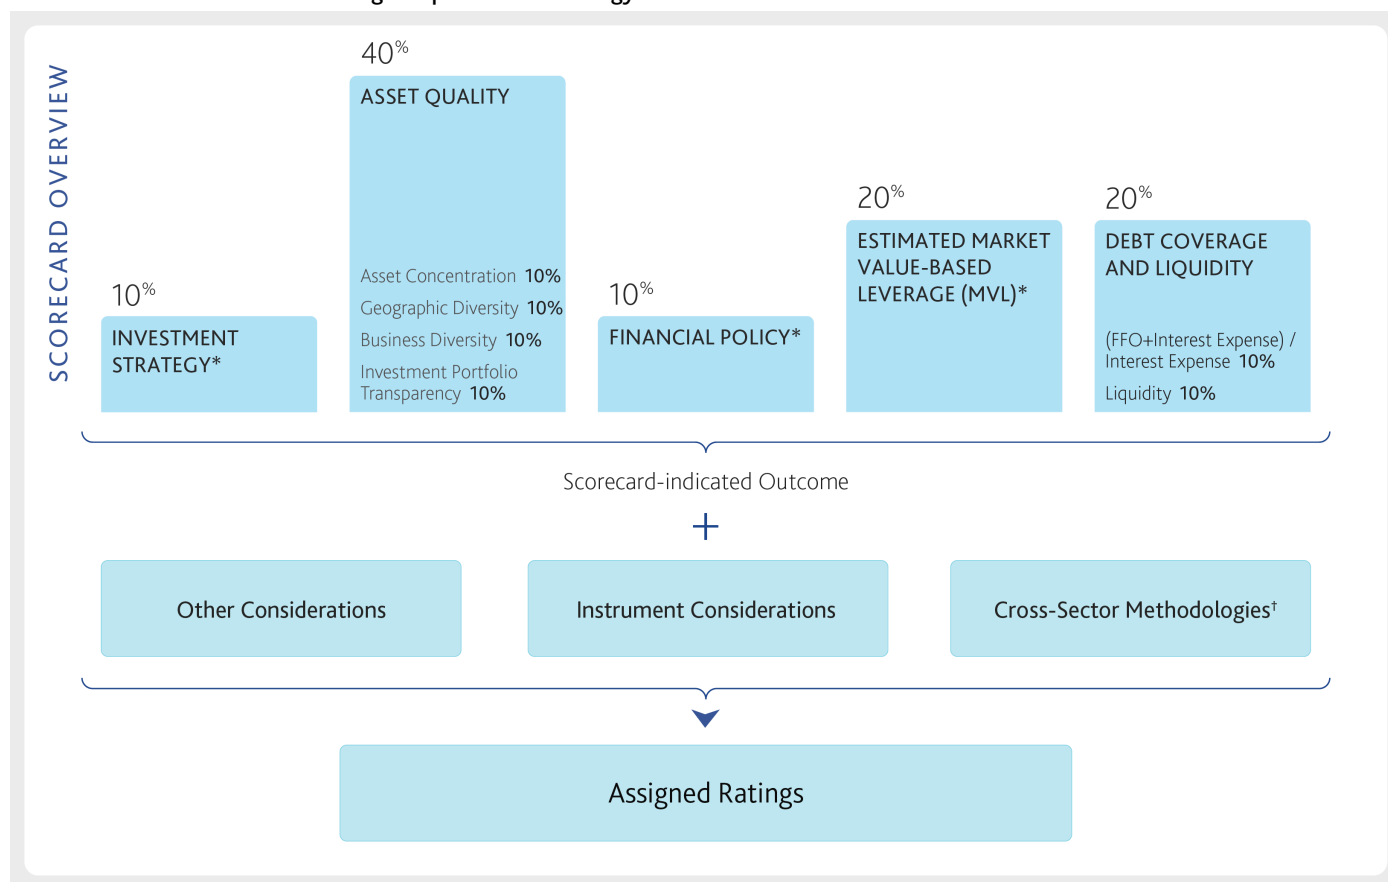 SCORECARD OVERVIEW
10%
INVESTMENT
STRATEGY*
40%
ASSET QUALITY
Asset Concentration 10%
Geographic Diversity 10%
Business Diversity 10%
Investment Portfolio
Transparency 10%
10%
FINANCIAL POLICY*
20%
ESTIMATED MARKET
VALUE-BASED
LEVERAGE (MVL)*
20%
DEBT COVERAGE
AND LIQUIDITY
(FFO+Interest Expense) /
Interest Expense 10%
Liquidity 10%
Scorecard-indicated Outcome
+
Other Considerations
Instrument Considerations
Cross-Sector Methodologies†
Assigned Ratings